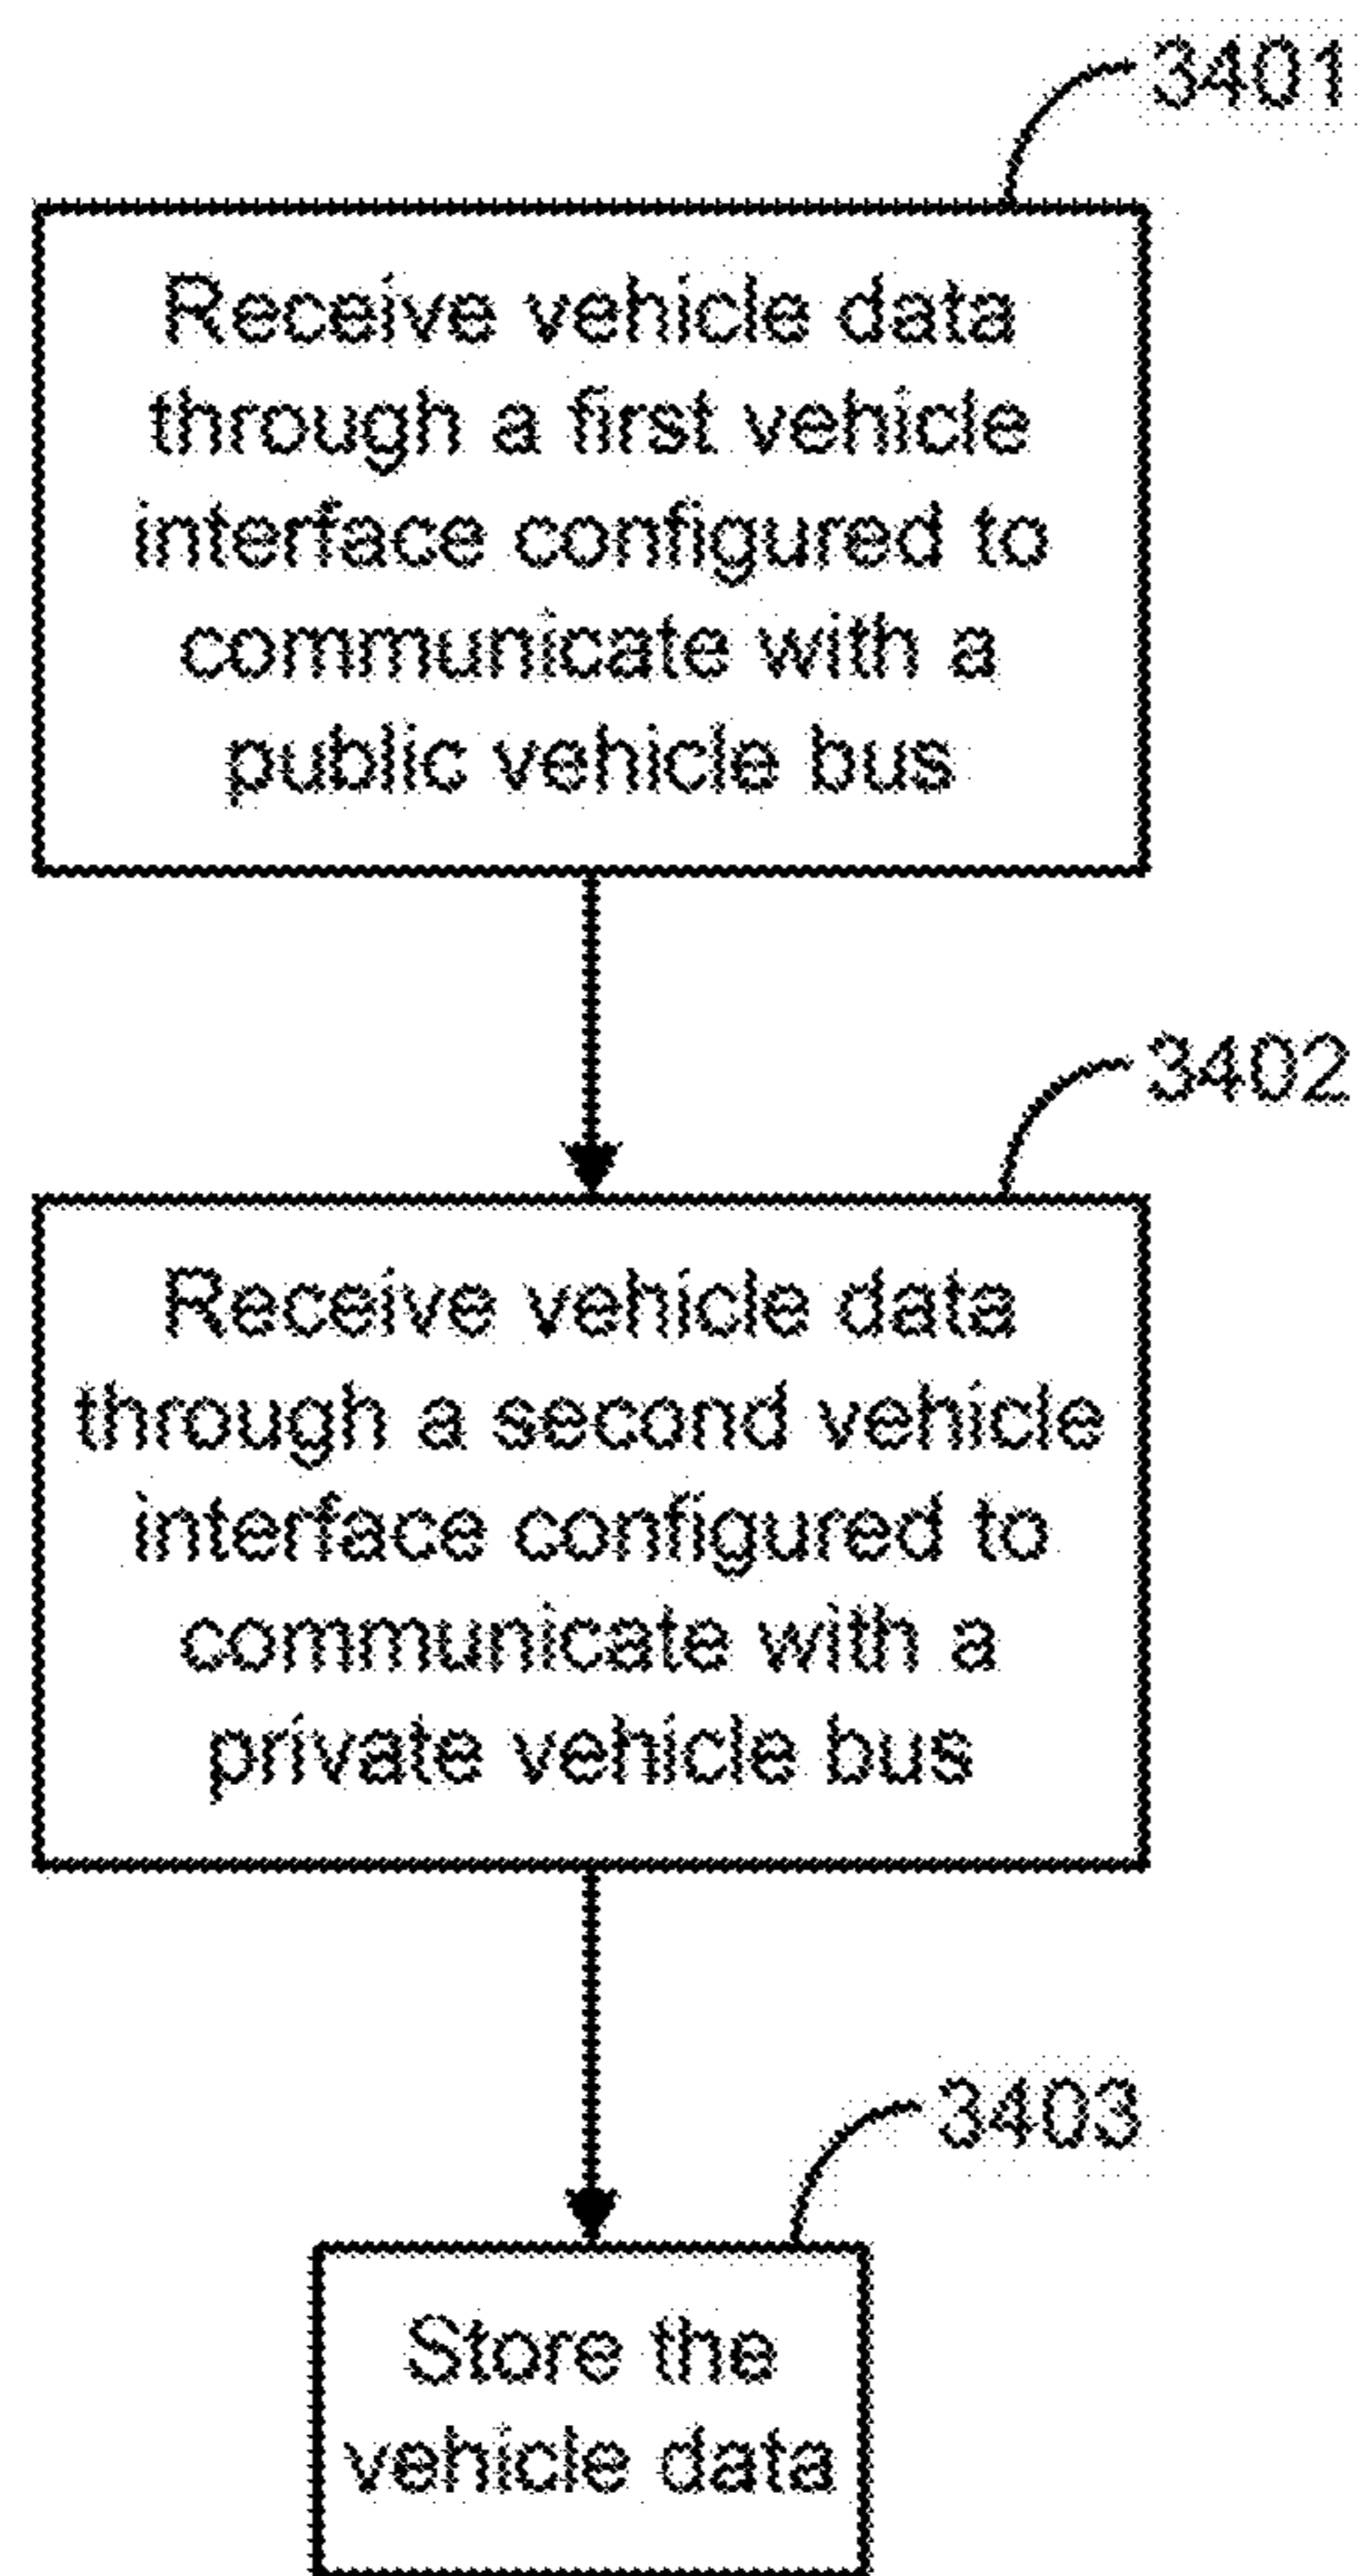 3401
Receive vehicle data
through a first vehicle
interface configured to
communicate with a
public vehicle bus
3402
Receive vehicle data
through a second vehicle
interface configured to
communicate with a
private vehicle bus
3403
Store the
vehicle data